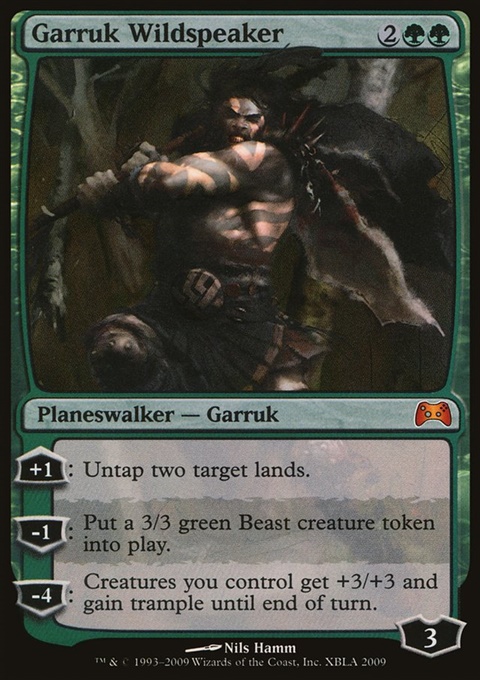 Garruk Wildspeaker 2
Planeswalker — Garruk
+1: Untap two target lands.
-1: Put a 3/3 green Beast creature token
into play.
-4: Creatures you control get +3/+3 and
gain trample until end of turn.
3
Nils Hamm
™ & © 1993–2009 Wizards of the Coast, Inc. XBLA 2009